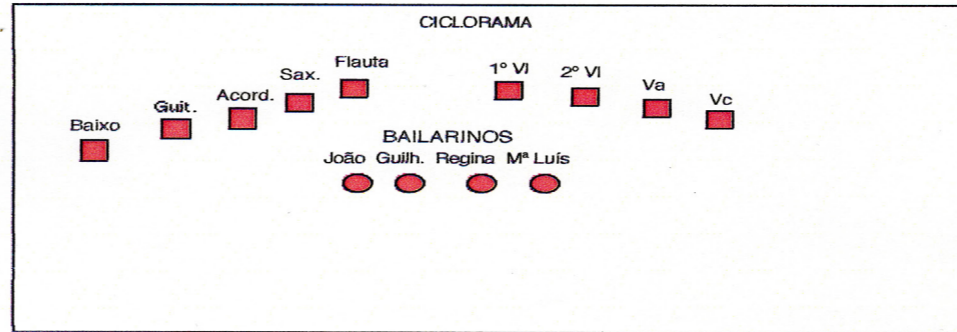 CICLORAMA
Flauta
1º Vl
2º Vl
Sax.
Va
Acord.
Vc
Guit.
Baixo
BAILARINOS
João Guilh. Regina Mª Luís